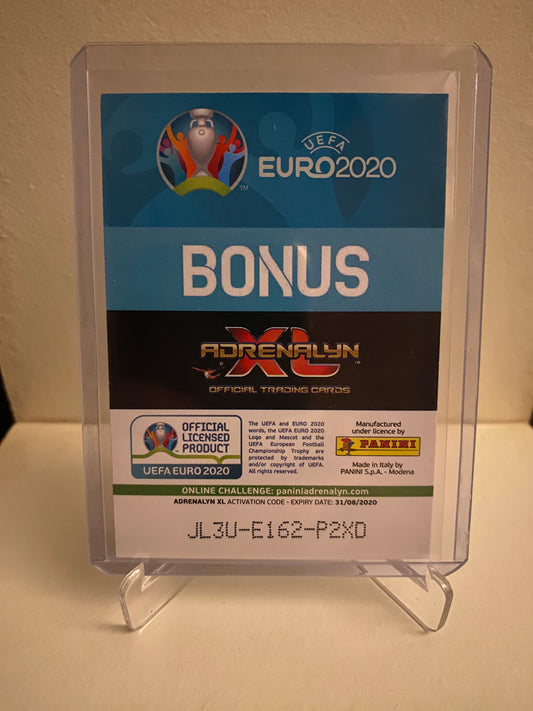 UEFA
EURO2020
TM
BONUS
ADRENALYN
XL
OFFICIAL TRADING CARDS
OFFICIAL
LICENSED
PRODUCT
UEFA EURO 2020
The UEFA and EURO 2020
words, the UEFA EURO 2020
Logo and Mascot and the
UEFA European Football
Championship Trophy are
protected by trademarks
and/or copyright of UEFA.
All rights reserved.
Manufactured
under licence by
PANINI
Made in Italy by
PANINI S.p.A. - Modena
ONLINE CHALLENGE: paniniadrenalyn.com
ADRENALYN XL ACTIVATION CODE - EXPIRY DATE: 31/08/2020
JL3U-E162-P2XD